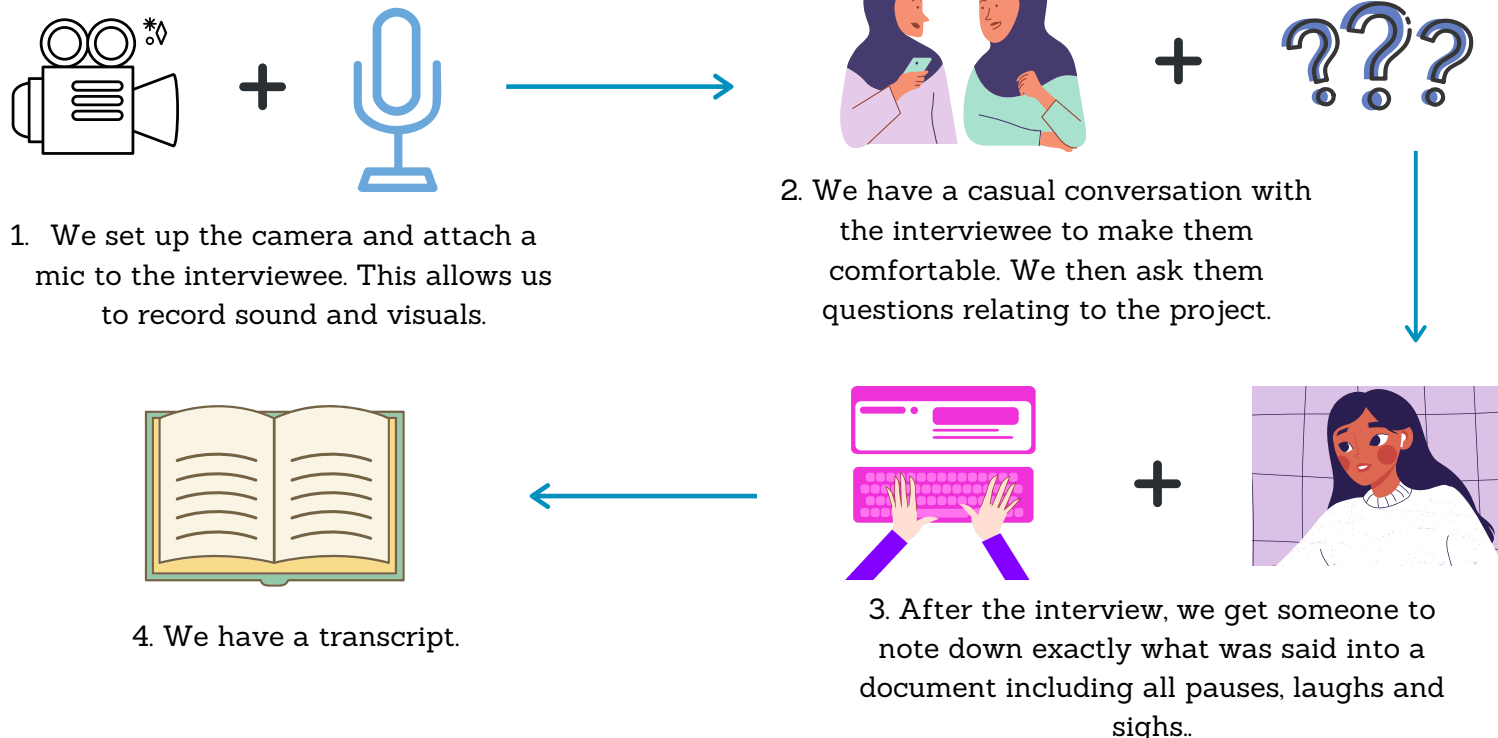 1. We set up the camera and attach a
mic to the interviewee. This allows us
to record sound and visuals.
2. We have a casual conversation with
the interviewee to make them
comfortable. We then ask them
questions relating to the project.
3. After the interview, we get someone to
note down exactly what was said into a
document including all pauses, laughs and
sighs..
4. We have a transcript.